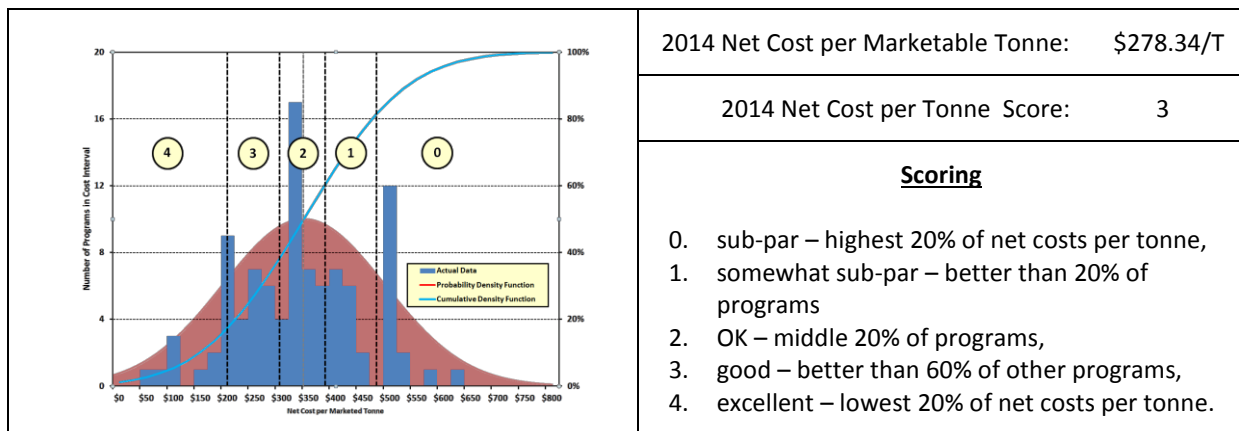 20
16
12
8
4
0
100%
80%
60%
40%
20%
0%
Number of Programs in Cost Interval
4
3
2
1
0
Actual Data
Probability Density Function
Cumulative Density Function
$0 $50 $100 $150 $200 $250 $300 $350 $400 $450 $500 $550 $600 $650 $700 $750 $800
Net Cost per Marketed Tonne
2014 Net Cost per Marketable Tonne: $278.34/T
2014 Net Cost per Tonne Score: 3
Scoring
0. sub-par – highest 20% of net costs per tonne,
1. somewhat sub-par – better than 20% of
programs
2. OK – middle 20% of programs,
3. good – better than 60% of other programs,
4. excellent – lowest 20% of net costs per tonne.